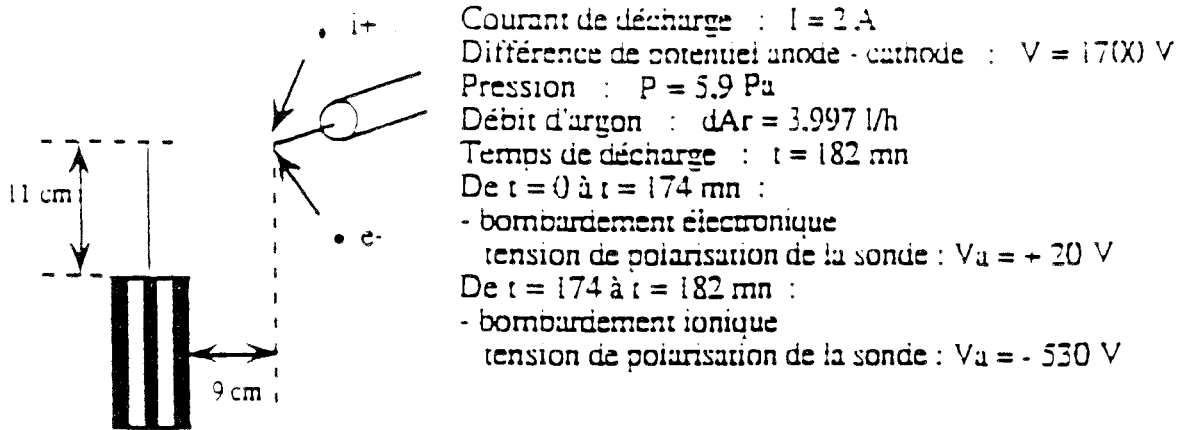 i+
Courant de décharge : I = 2 A
Différence de potentiel anode - cathode : V = 1700 V
Pression : P = 5,9 Pa
Débit d'argon : dAr = 3,997 l/h
Temps de décharge : t = 182 mn
De t = 0 à t = 174 mn :
11 cm
- bombardement électronique
e-
tension de polarisation de la sonde : Va = + 20 V
De t = 174 à t = 182 mn :
- bombardement ionique
tension de polarisation de la sonde : Va = - 530 V
9 cm